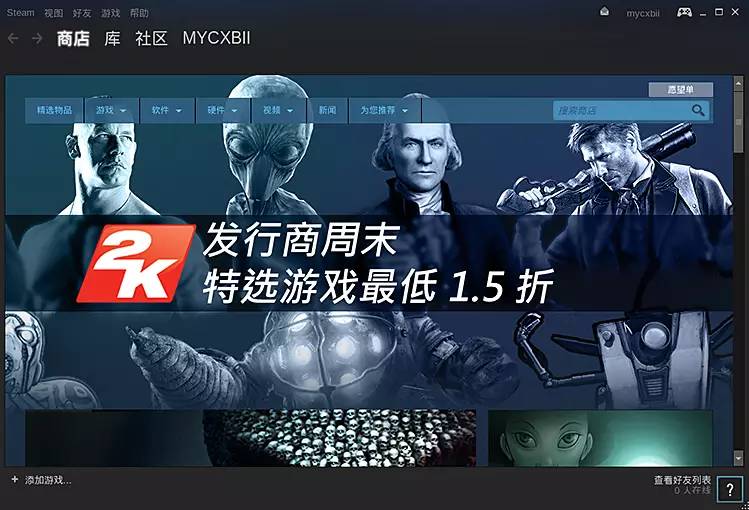 Steam 视图 好友 游戏 帮助
mycxbii
商店 库 社区 MYCXBII
愿望单
精选物品 游戏 软件 硬件 视频 新闻 为您推荐
搜索商店
2K
发行商周末
特选游戏最低 1.5 折
+ 添加游戏...
查看好友列表
0 人在线
?